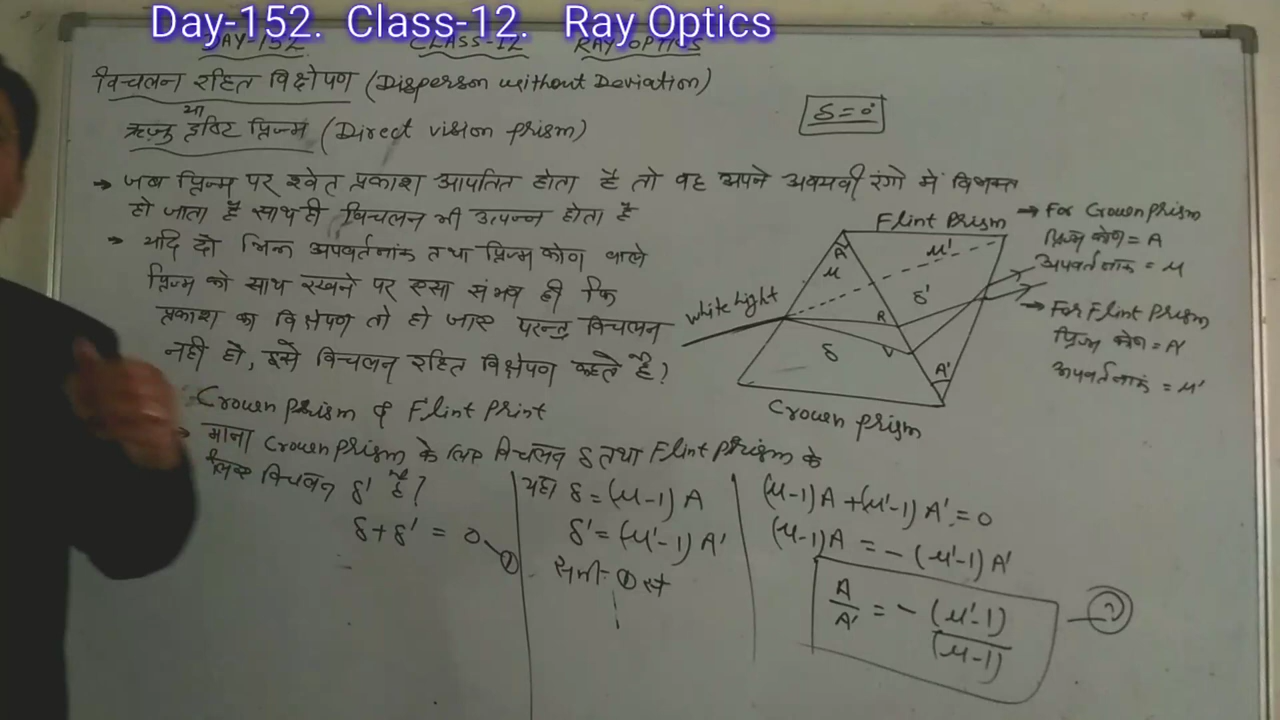 Day-152. Class-12. Ray Optics
DAY-152 CLASS-12 RAY OPTICS
विचलन रहित विक्षेपण (Disperson without Deviation)
या
ऋजु दृष्टि प्रिज्म (Direct vision prism)
δ=0°
→ जब प्रिज्म पर श्वेत प्रकाश आपतित होता है तो वह अपने अवयवी रंगो में विभक्त
हो जाता है साथ ही विचलन भी उत्पन्न होता है
→ यदि दो भिन्न अपवर्तनांक तथा प्रिज्म कोण वाले
प्रिज्म को साथ रखने पर ऐसा संभव हो कि
प्रकाश का विक्षेपण तो हो जाए परन्तु विचलन
नही हो, इसे विचलन रहित विक्षेपण कहते है?
Crown prism & Flint Print
→ माना Crown prism के लिए विचलन δ तथा Flint Prism के
लिए विचलन δ' है?
δ+δ' = 0
①
यहा δ=(μ-1) A
δ'=(μ'-1) A'
समी० ① से
(μ-1)A+(μ'-1) A' = 0
(μ-1)A = - (μ'-1) A'
A/A' = - (μ'-1)/(μ-1)
Flint Prism
A
μ
μ'
δ'
White light
R
δ
V
A'
Crown prism
→ For Crown prism
प्रिज्म कोण = A
अपवर्तनांक = μ
→ For Flint Prism
प्रिज्म कोण = A'
अपवर्तनांक = μ'